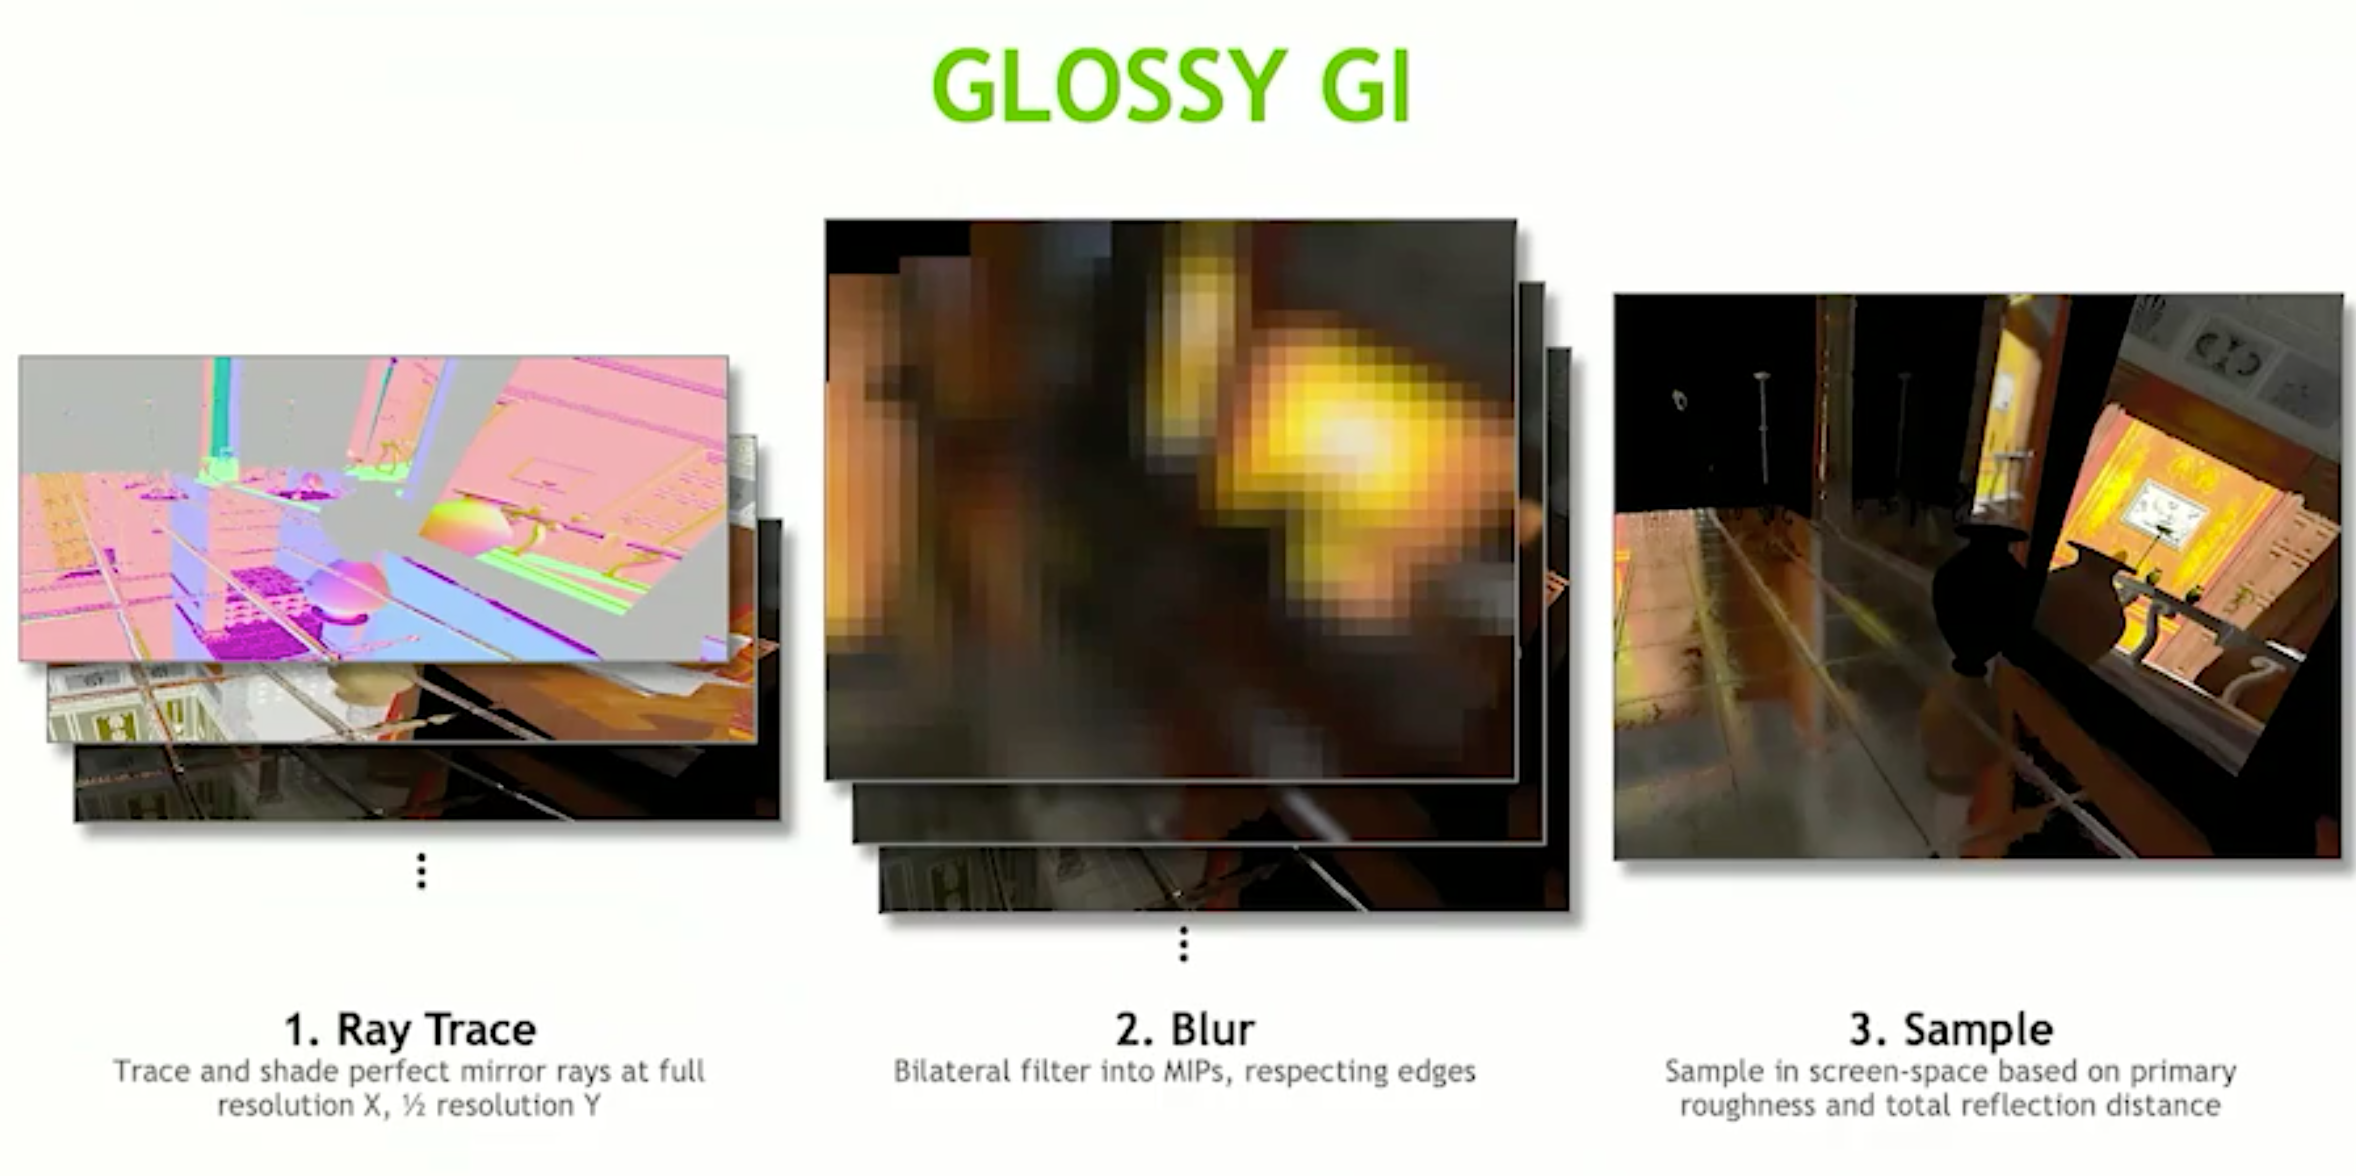 GLOSSY GI
1. Ray Trace
Trace and shade perfect mirror rays at full
resolution X, ½ resolution Y
2. Blur
Bilateral filter into MIPs, respecting edges
3. Sample
Sample in screen-space based on primary
roughness and total reflection distance